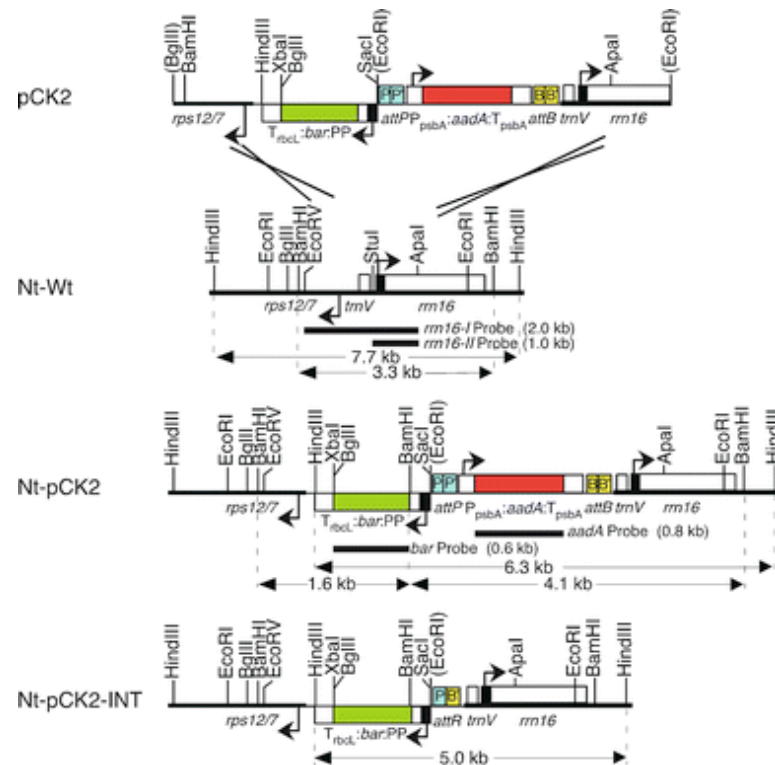 (BglII)
BamHI
HindIII
XbaI
BglII
SacI
(EcoRI)
ApaI
(EcoRI)
pCK2
P P'
B B'
rps12/7
TrbcL:bar:PP
attP PpsbA:aadA:TpsbA attB trnV rrn16
HindIII
EcoRI
BglII
BamHI
EcoRV
StuI
ApaI
EcoRI
BamHI
HindIII
Nt-Wt
rps12/7 trnV rrn16
rrn16-I Probe (2.0 kb)
rrn16-II Probe (1.0 kb)
7.7 kb
3.3 kb
HindIII
EcoRI
BglII
BamHI
EcoRV
HindIII
XbaI
BglII
BamHI
SacI
(EcoRI)
ApaI
EcoRI
BamHI
HindIII
Nt-pCK2
P P'
B B'
rps12/7
TrbcL:bar:PP
attP PpsbA:aadA:TpsbA attB trnV rrn16
aadA Probe (0.8 kb)
bar Probe (0.6 kb)
6.3 kb
1.6 kb
4.1 kb
HindIII
EcoRI
BglII
BamHI
EcoRV
HindIII
XbaI
BglII
BamHI
SacI
(EcoRI)
ApaI
EcoRI
BamHI
HindIII
Nt-pCK2-INT
P B'
rps12/7
TrbcL:bar:PP
attR trnV rrn16
5.0 kb